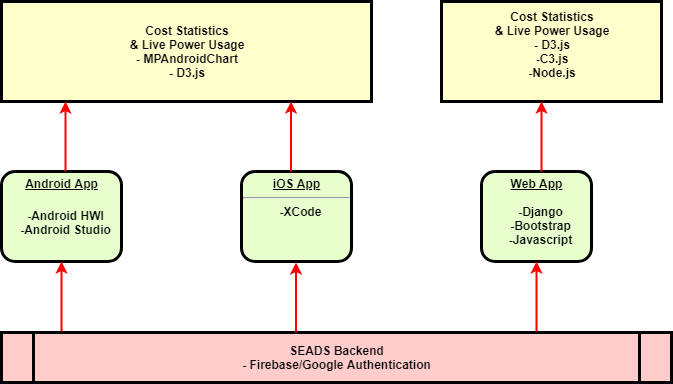 Cost Statistics
& Live Power Usage
- MPAndroidChart
- D3.js
Cost Statistics
& Live Power Usage
- D3.js
-C3.js
-Node.js
Android App
-Android HWI
-Android Studio
iOS App
-XCode
Web App
-Django
-Bootstrap
-Javascript
SEADS Backend
- Firebase/Google Authentication